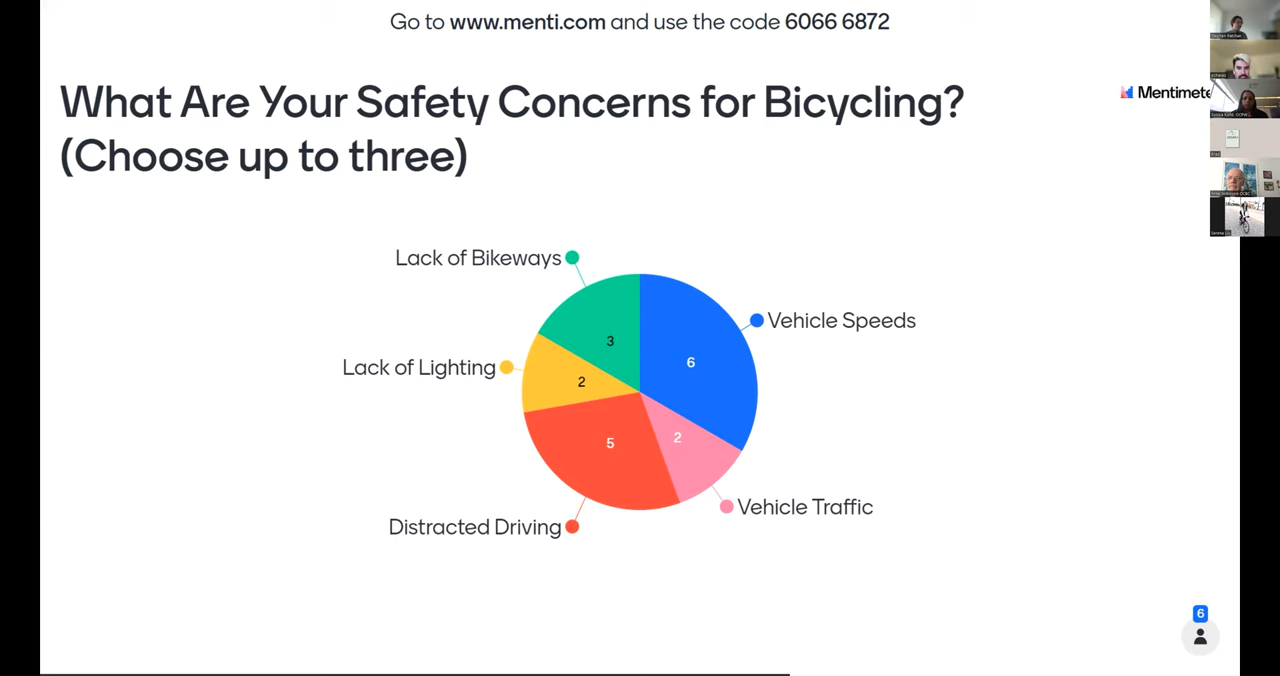 Go to www.menti.com and use the code 6066 6872
What Are Your Safety Concerns for Bicycling?
(Choose up to three)
Mentimete
Lack of Bikeways
Vehicle Speeds
3
6
Lack of Lighting
2
2
5
Vehicle Traffic
Distracted Driving
6